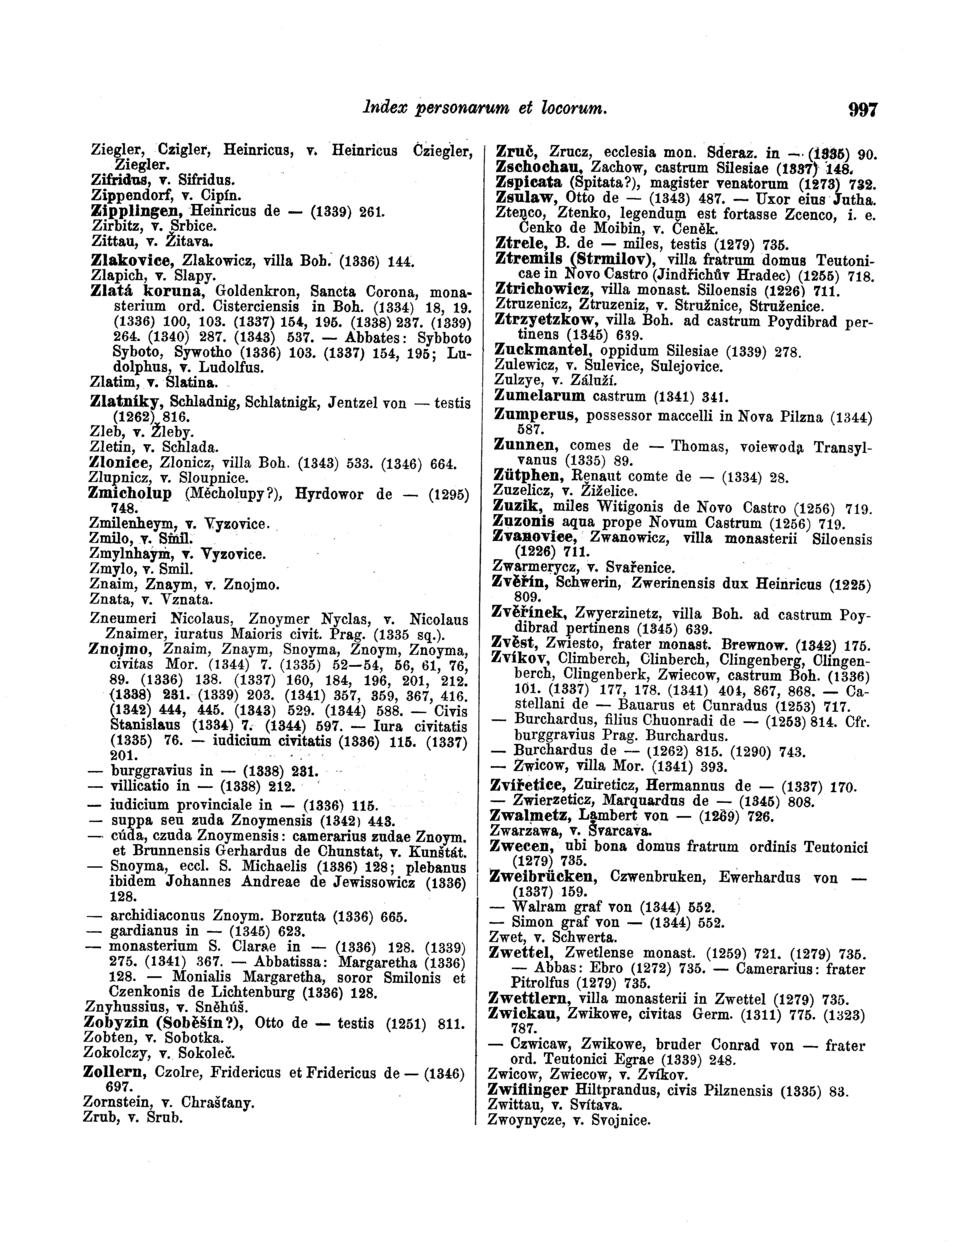 Index personarum et locorum.
997
Ziegler, Czigler, Heinricus, v. Heinricus Cziegler,
Ziegler.
Zifridus, v. Sifridus.
Zippendorf, v. Cipín.
Zipplingen, Heinricus de — (1339) 261.
Zirbitz, v. Srbice.
Zittau, v. Žitava.
Zlakovice, Zlakowicz, villa Boh. (1336) 144.
Zlapich, v. Slapy.
Zlatá koruna, Goldenkron, Sancta Corona, mona-
sterium ord. Cisterciensis in Boh. (1334) 18, 19.
(1336) 100, 103. (1337) 154, 195. (1338) 237. (1339)
264. (1340) 287. (1343) 537. — Abbates: Sybboto
Syboto, Sywotho (1336) 103. (1337) 154, 195; Lu-
dolphus, v. Ludolfus.
Zlatim, v. Slatina.
Zlatníky, Schladnig, Schlatnigk, Jentzel von — testis
(1262) 816.
Zleb, v. Žleby.
Zletin, v. Schlada.
Zlonice, Zlonicz, villa Boh. (1343) 533. (1346) 664.
Zlupnicz, v. Sloupnice.
Zmicholup (Měcholupy?), Hyrdowor de — (1295)
748.
Zmilenheym, v. Vyzovice.
Zmilo, v. Smil.
Zmylnhaym, v. Vyzovice.
Zmylo, v. Smil.
Znaim, Znaym, v. Znojmo.
Znata, v. Vznata.
Zneumeri Nicolaus, Znoymer Nyclas, v. Nicolaus
Znaimer, iuratus Maioris civit. Prag. (1335 sq.).
Znojmo, Znaim, Znaym, Snoyma, Znoym, Znoyma,
civitas Mor. (1344) 7. (1335) 52—54, 56, 61, 76,
89. (1336) 138. (1337) 160, 184, 196, 201, 212.
(1338) 231. (1339) 203. (1341) 357, 359, 367, 416.
(1342) 444, 445. (1343) 529. (1344) 588. — Civis
Stanislaus (1334) 7. (1344) 597. — Iura civitatis
(1335) 76. — iudicium civitatis (1336) 115. (1337)
201.
— burggravius in — (1338) 231.
— villicatio in — (1338) 212.
— iudicium provinciale in — (1336) 115.
— suppa seu zuda Znoymensis (1342) 443.
— cúda, czuda Znoymensis: camerarius zudae Znoym.
et Brunnensis Gerhardus de Chunstat, v. Kunštát.
— Snoyma, eccl. S. Michaelis (1336) 128; plebanus
ibidem Johannes Andreae de Jewissowicz (1336)
128.
— archidiaconus Znoym. Borzuta (1336) 665.
— gardianus in — (1345) 623.
— monasterium S. Clarae in — (1336) 128. (1339)
275. (1341) 367. — Abbatissa: Margaretha (1336)
128. — Monialis Margaretha, soror Smilonis et
Czenkonis de Lichtenburg (1336) 128.
Znyhussius, v. Sněhúš.
Zobyzin (Soběšín?), Otto de — testis (1251) 811.
Zobten, v. Sobotka.
Zokolczy, v. Sokoleč.
Zollern, Czolre, Fridericus et Fridericus de — (1346)
697.
Zornstein, v. Chrašťany.
Zrub, v. Srub.
Zruč, Zrucz, ecclesia mon. Sderaz. in — (1335) 90.
Zschochau, Zachow, castrum Silesiae (1337) 148.
Zspicata (Spitata?), magister venatorum (1273) 732.
Zsulaw, Otto de — (1343) 487. — Uxor eius Jutha.
Ztenco, Ztenko, legendum est fortasse Zcenco, i. e.
Čenko de Moibin, v. Čeněk.
Ztrele, B. de — miles, testis (1279) 735.
Ztremils (Strmilov), villa fratrum domus Teutoni-
cae in Novo Castro (Jindřichův Hradec) (1255) 718.
Ztrichowicz, villa monast. Siloensis (1226) 711.
Ztruzenicz, Ztruzeniz, v. Stružnice, Struženice.
Ztrzyetzkow, villa Boh. ad castrum Poydibrad per-
tinens (1345) 639.
Zuckmantel, oppidum Silesiae (1339) 278.
Zulewicz, v. Sulevice, Sulejovice.
Zulzye, v. Záluží.
Zumelarum castrum (1341) 341.
Zumperus, possessor maccelli in Nova Pilzna (1344)
587.
Zunnen, comes de — Thomas, voiewoda Transyl-
vanus (1335) 89.
Zütphen, Renaut comte de — (1334) 28.
Zuzelicz, v. Žiželice.
Zuzik, miles Witigonis de Novo Castro (1256) 719.
Zuzonis aqua prope Novum Castrum (1256) 719.
Zvanovice, Zwanowicz, villa monasterii Siloensis
(1226) 711.
Zwarmerycz, v. Svařenice.
Zvěřín, Schwerin, Zwerinensis dux Heinricus (1225)
809.
Zvěřínek, Zwyerzinetz, villa Boh. ad castrum Poy-
dibrad pertinens (1345) 639.
Zvěst, Zwiesto, frater monast. Brewnow. (1342) 175.
Zvíkov, Climberch, Clinberch, Clingenberg, Clingen-
berch, Clingenberk, Zwiecow, castrum Boh. (1336)
101. (1337) 177, 178. (1341) 404, 867, 868. — Ca-
stellani de — Bauarus et Cunradus (1253) 717.
— Burchardus, filius Chuonradi de — (1253) 814. Cfr.
burggravius Prag. Burchardus.
— Burchardus de — (1262) 815. (1290) 743.
— Zwicow, villa Mor. (1341) 393.
Zvířetice, Zuireticz, Hermannus de — (1337) 170.
— Zwierzeticz, Marquardus de — (1345) 808.
Zwalmetz, Lambert von — (1269) 726.
Zwarzawa, v. Švarcava.
Zwecen, ubi bona domus fratrum ordinis Teutonici
(1279) 735.
Zweibrücken, Czwenbruken, Ewerhardus von —
(1337) 159.
— Walram graf von (1344) 552.
— Simon graf von — (1344) 552.
Zwet, v. Schwerta.
Zwettel, Zwetlense monast. (1259) 721. (1279) 735.
— Abbas: Ebro (1272) 735. — Camerarius: frater
Pitrolfus (1279) 735.
Zwettlern, villa monasterii in Zwettel (1279) 735.
Zwickau, Zwikowe, civitas Germ. (1311) 775. (1323)
787.
— Czwicaw, Zwikowe, bruder Conrad von — frater
ord. Teutonici Egrae (1339) 248.
Zwicow, Zwiecow, v. Zvíkov.
Zwiflinger Hiltprandus, civis Pilznensis (1335) 83.
Zwittau, v. Svítava.
Zwoynycze, v. Svojnice.